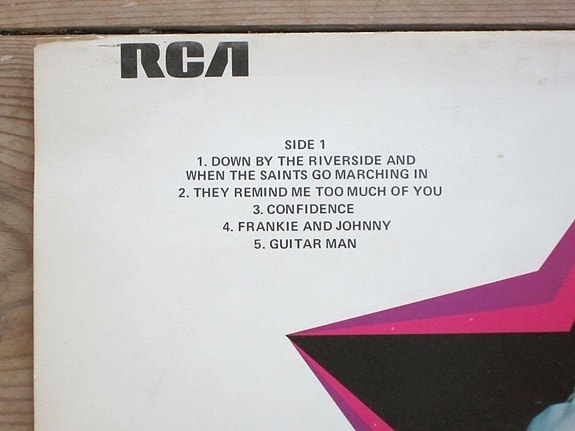 RCA
SIDE 1
1. DOWN BY THE RIVERSIDE AND
WHEN THE SAINTS GO MARCHING IN
2. THEY REMIND ME TOO MUCH OF YOU
3. CONFIDENCE
4. FRANKIE AND JOHNNY
5. GUITAR MAN